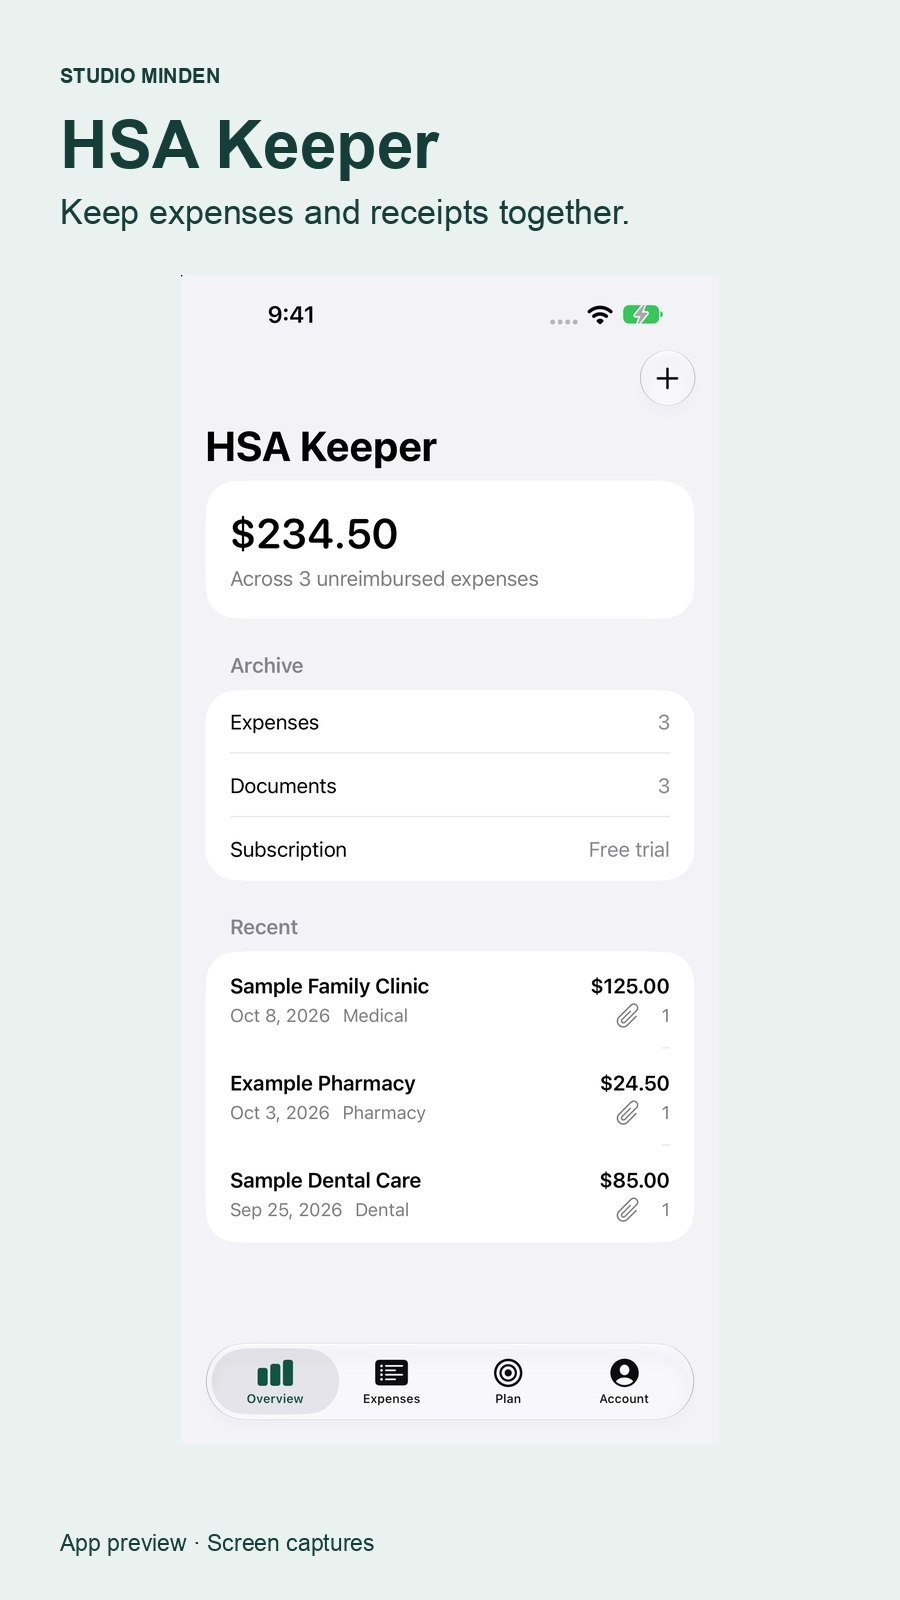 STUDIO MINDEN
HSA Keeper
Keep expenses and receipts together.
9:41
HSA Keeper
$234.50
Across 3 unreimbursed expenses
Archive
Expenses 3
Documents 3
Subscription Free trial
Recent
Sample Family Clinic $125.00
Oct 8, 2026 Medical 1
Example Pharmacy $24.50
Oct 3, 2026 Pharmacy 1
Sample Dental Care $85.00
Sep 25, 2026 Dental 1
Overview Expenses Plan Account
App preview · Screen captures